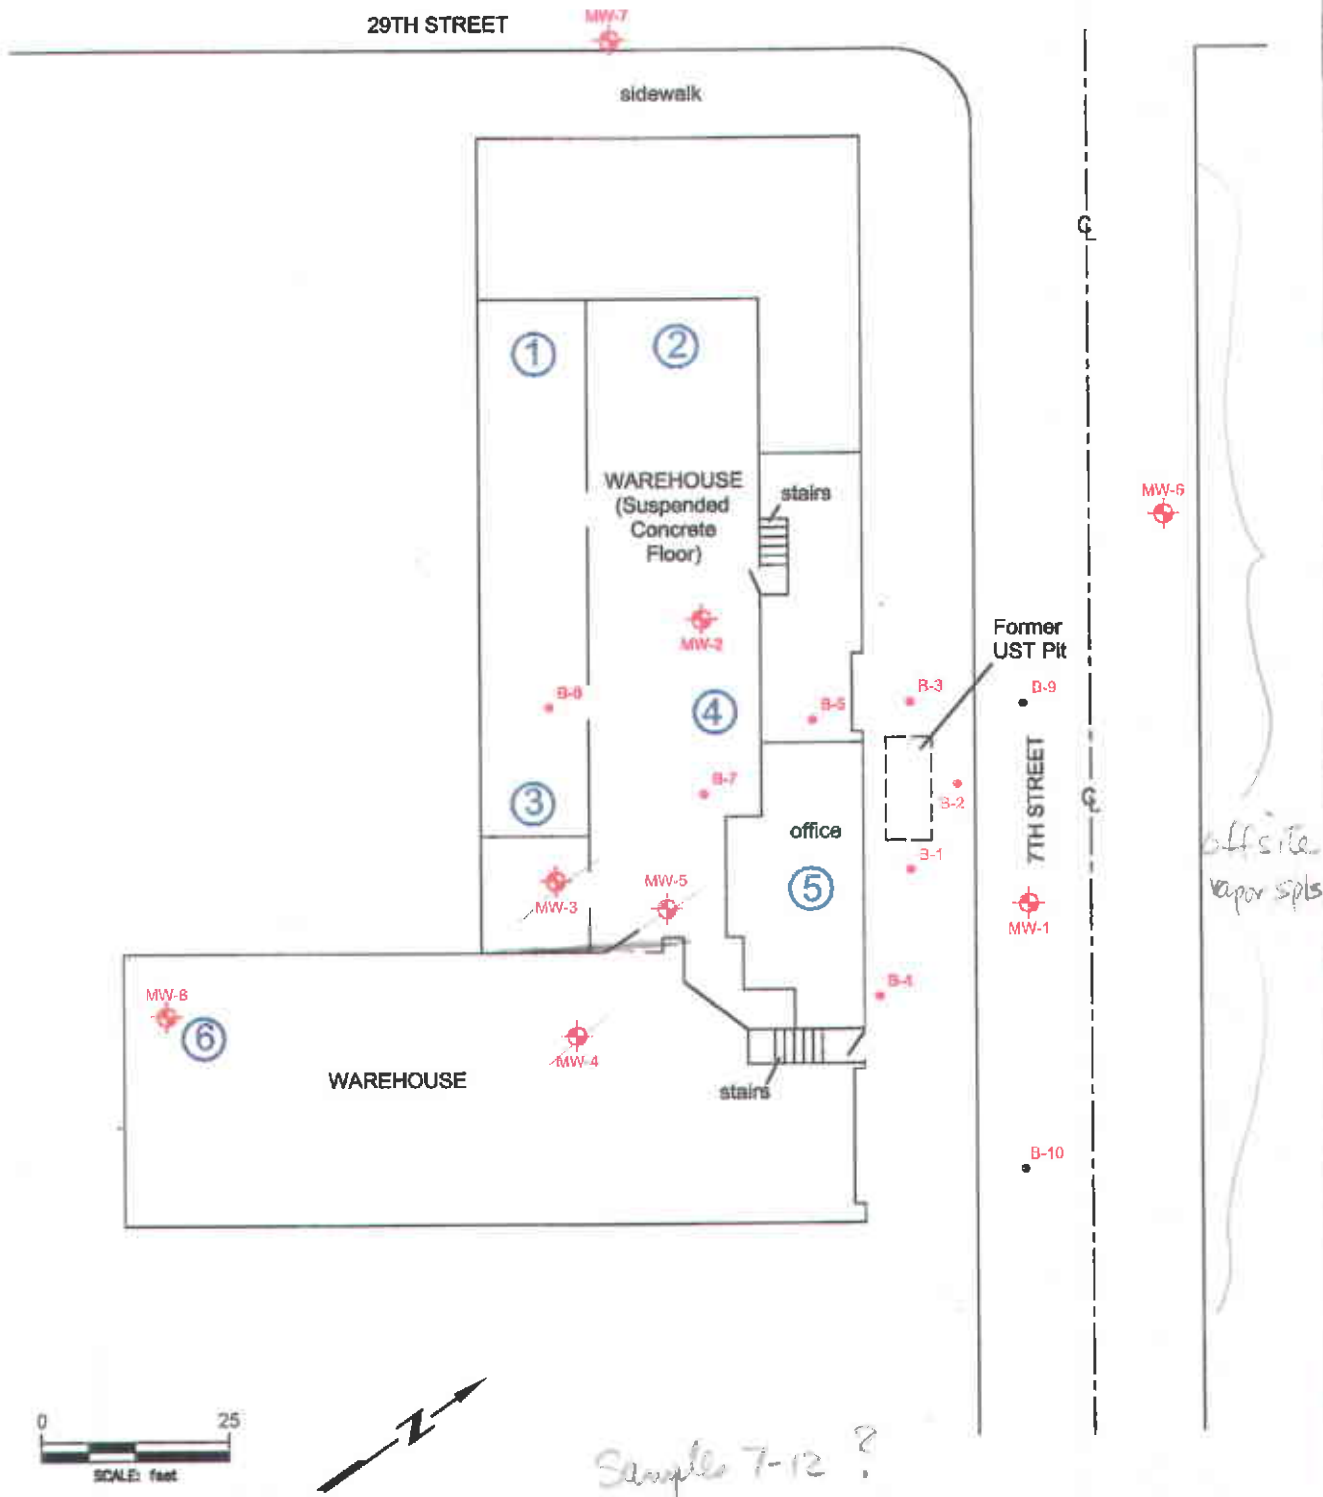 MW-7
29TH STREET
sidewalk
℄
1
2
WAREHOUSE
(Suspended
Concrete
Floor)
stairs
MW-6
MW-2
Former
UST Pit
B-8
4
B-5
B-3
B-9
7TH STREET
B-7
B-2
3
℄
office
B-1
offsite
vapor spls
MW-3
MW-5
5
MW-1
B-4
MW-8
6
MW-4
WAREHOUSE
stairs
B-10
0 25
SCALE: feet
Z
Samples 7-12 ?